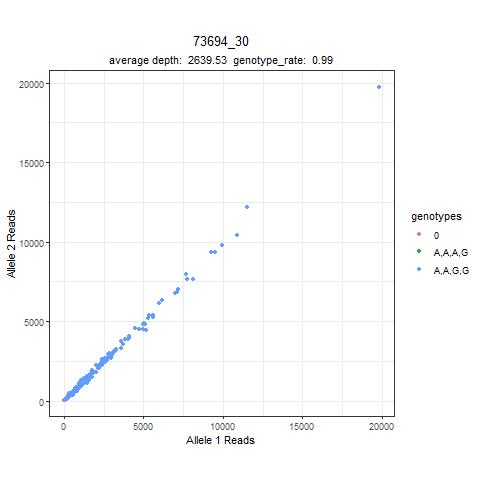 73694_30
average depth:  2639.53  genotype_rate:  0.99
20000
15000
10000
5000
0
Allele 2 Reads
0
5000
10000
15000
20000
Allele 1 Reads
genotypes
0
A,A,A,G
A,A,G,G